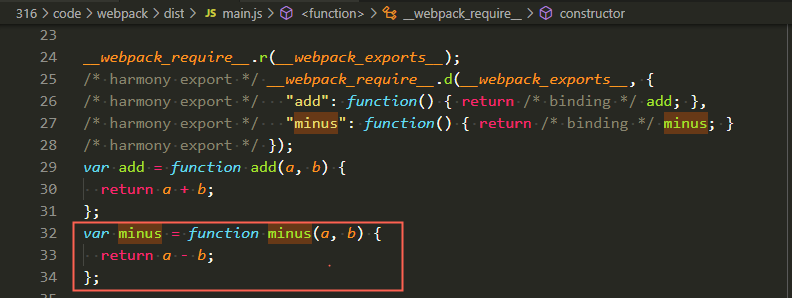 316 > code > webpack > dist > JS main.js > <function> > __webpack_require__ > constructor
23
24 __webpack_require__.r(__webpack_exports__);
25 /* harmony export */ __webpack_require__.d(__webpack_exports__, {
26 /* harmony export */   "add": function() { return /* binding */ add; },
27 /* harmony export */   "minus": function() { return /* binding */ minus; }
28 /* harmony export */ });
29 var add = function add(a, b) {
30   return a + b;
31 };
32 var minus = function minus(a, b) {
33   return a - b;
34 };
35